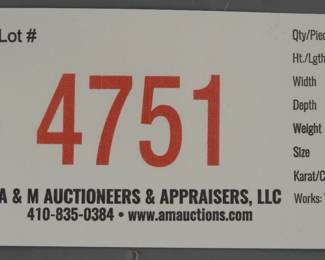 Lot #
4751
A & M AUCTIONEERS & APPRAISERS, LLC
410-835-0384 • www.amauctions.com
Qty/Piec
Ht./Lgth
Width
Depth
Weight
Size
Karat/C
Works: